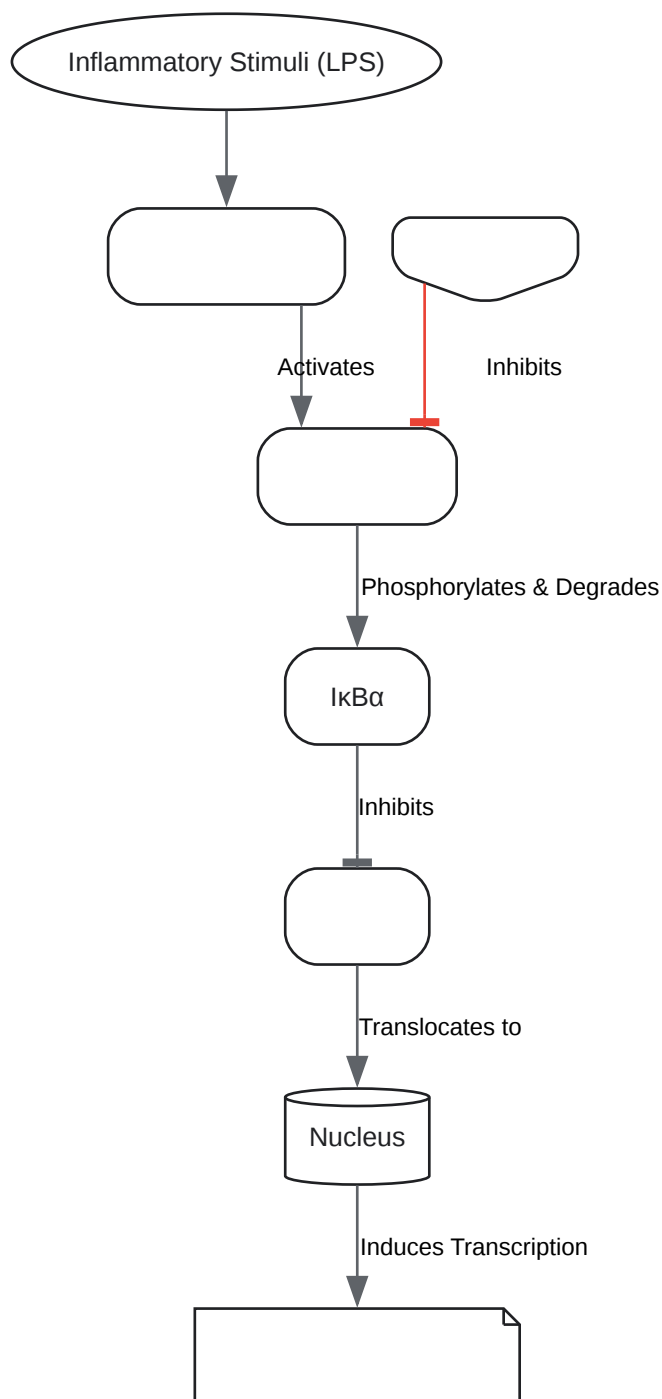 Inflammatory Stimuli (LPS)
Activates
Inhibits
Phosphorylates & Degrades
IκBα
Inhibits
Translocates to
Nucleus
Induces Transcription